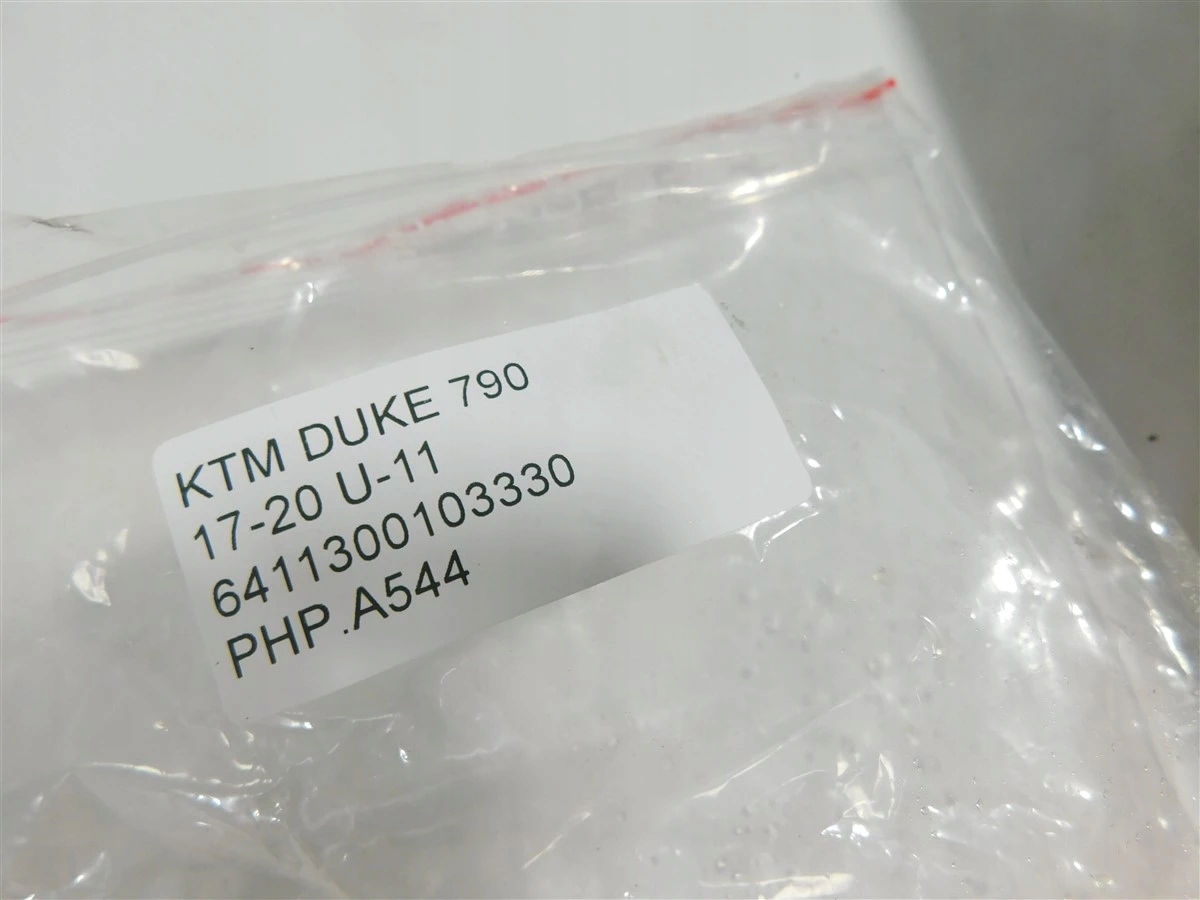 KTM DUKE 790
17-20 U-11
6411300103330
PHP.A544